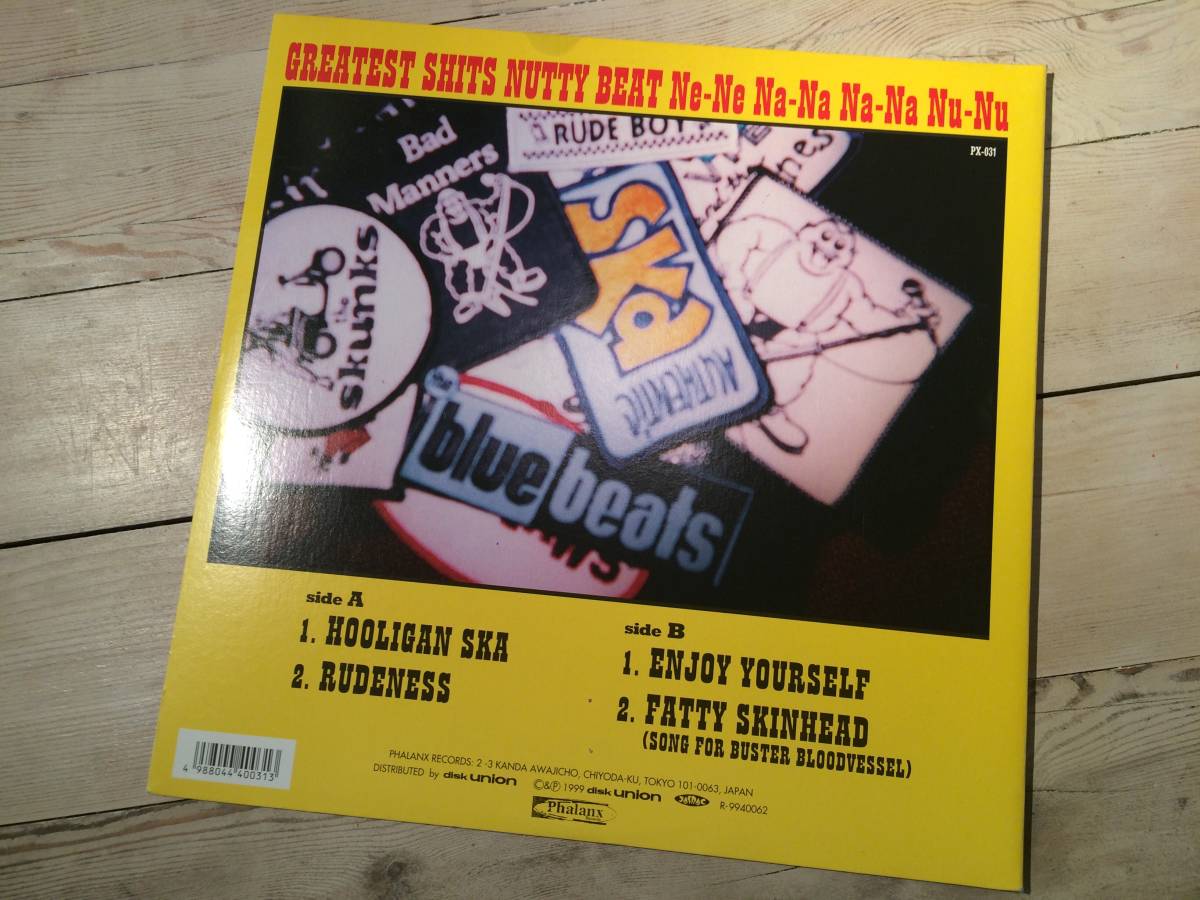 GREATEST SHITS NUTTY BEAT Ne-Ne Na-Na Na-Na Nu-Nu
PX-031
Bad
Manners
RUDE BOY
the
skunks
ska
AUTHENTIC
the
blue beats
side A
1. HOOLIGAN SKA
2. RUDENESS
side B
1. ENJOY YOURSELF
2. FATTY SKINHEAD
(SONG FOR BUSTER BLOODVESSEL)
4 988044 400313
PHALANX RECORDS: 2-3 KANDA AWAJICHO, CHIYODA-KU, TOKYO 101-0063, JAPAN
DISTRIBUTED by disk union ©&Ⓟ 1999 disk union JASRAC R-9940062
Phalanx
Records